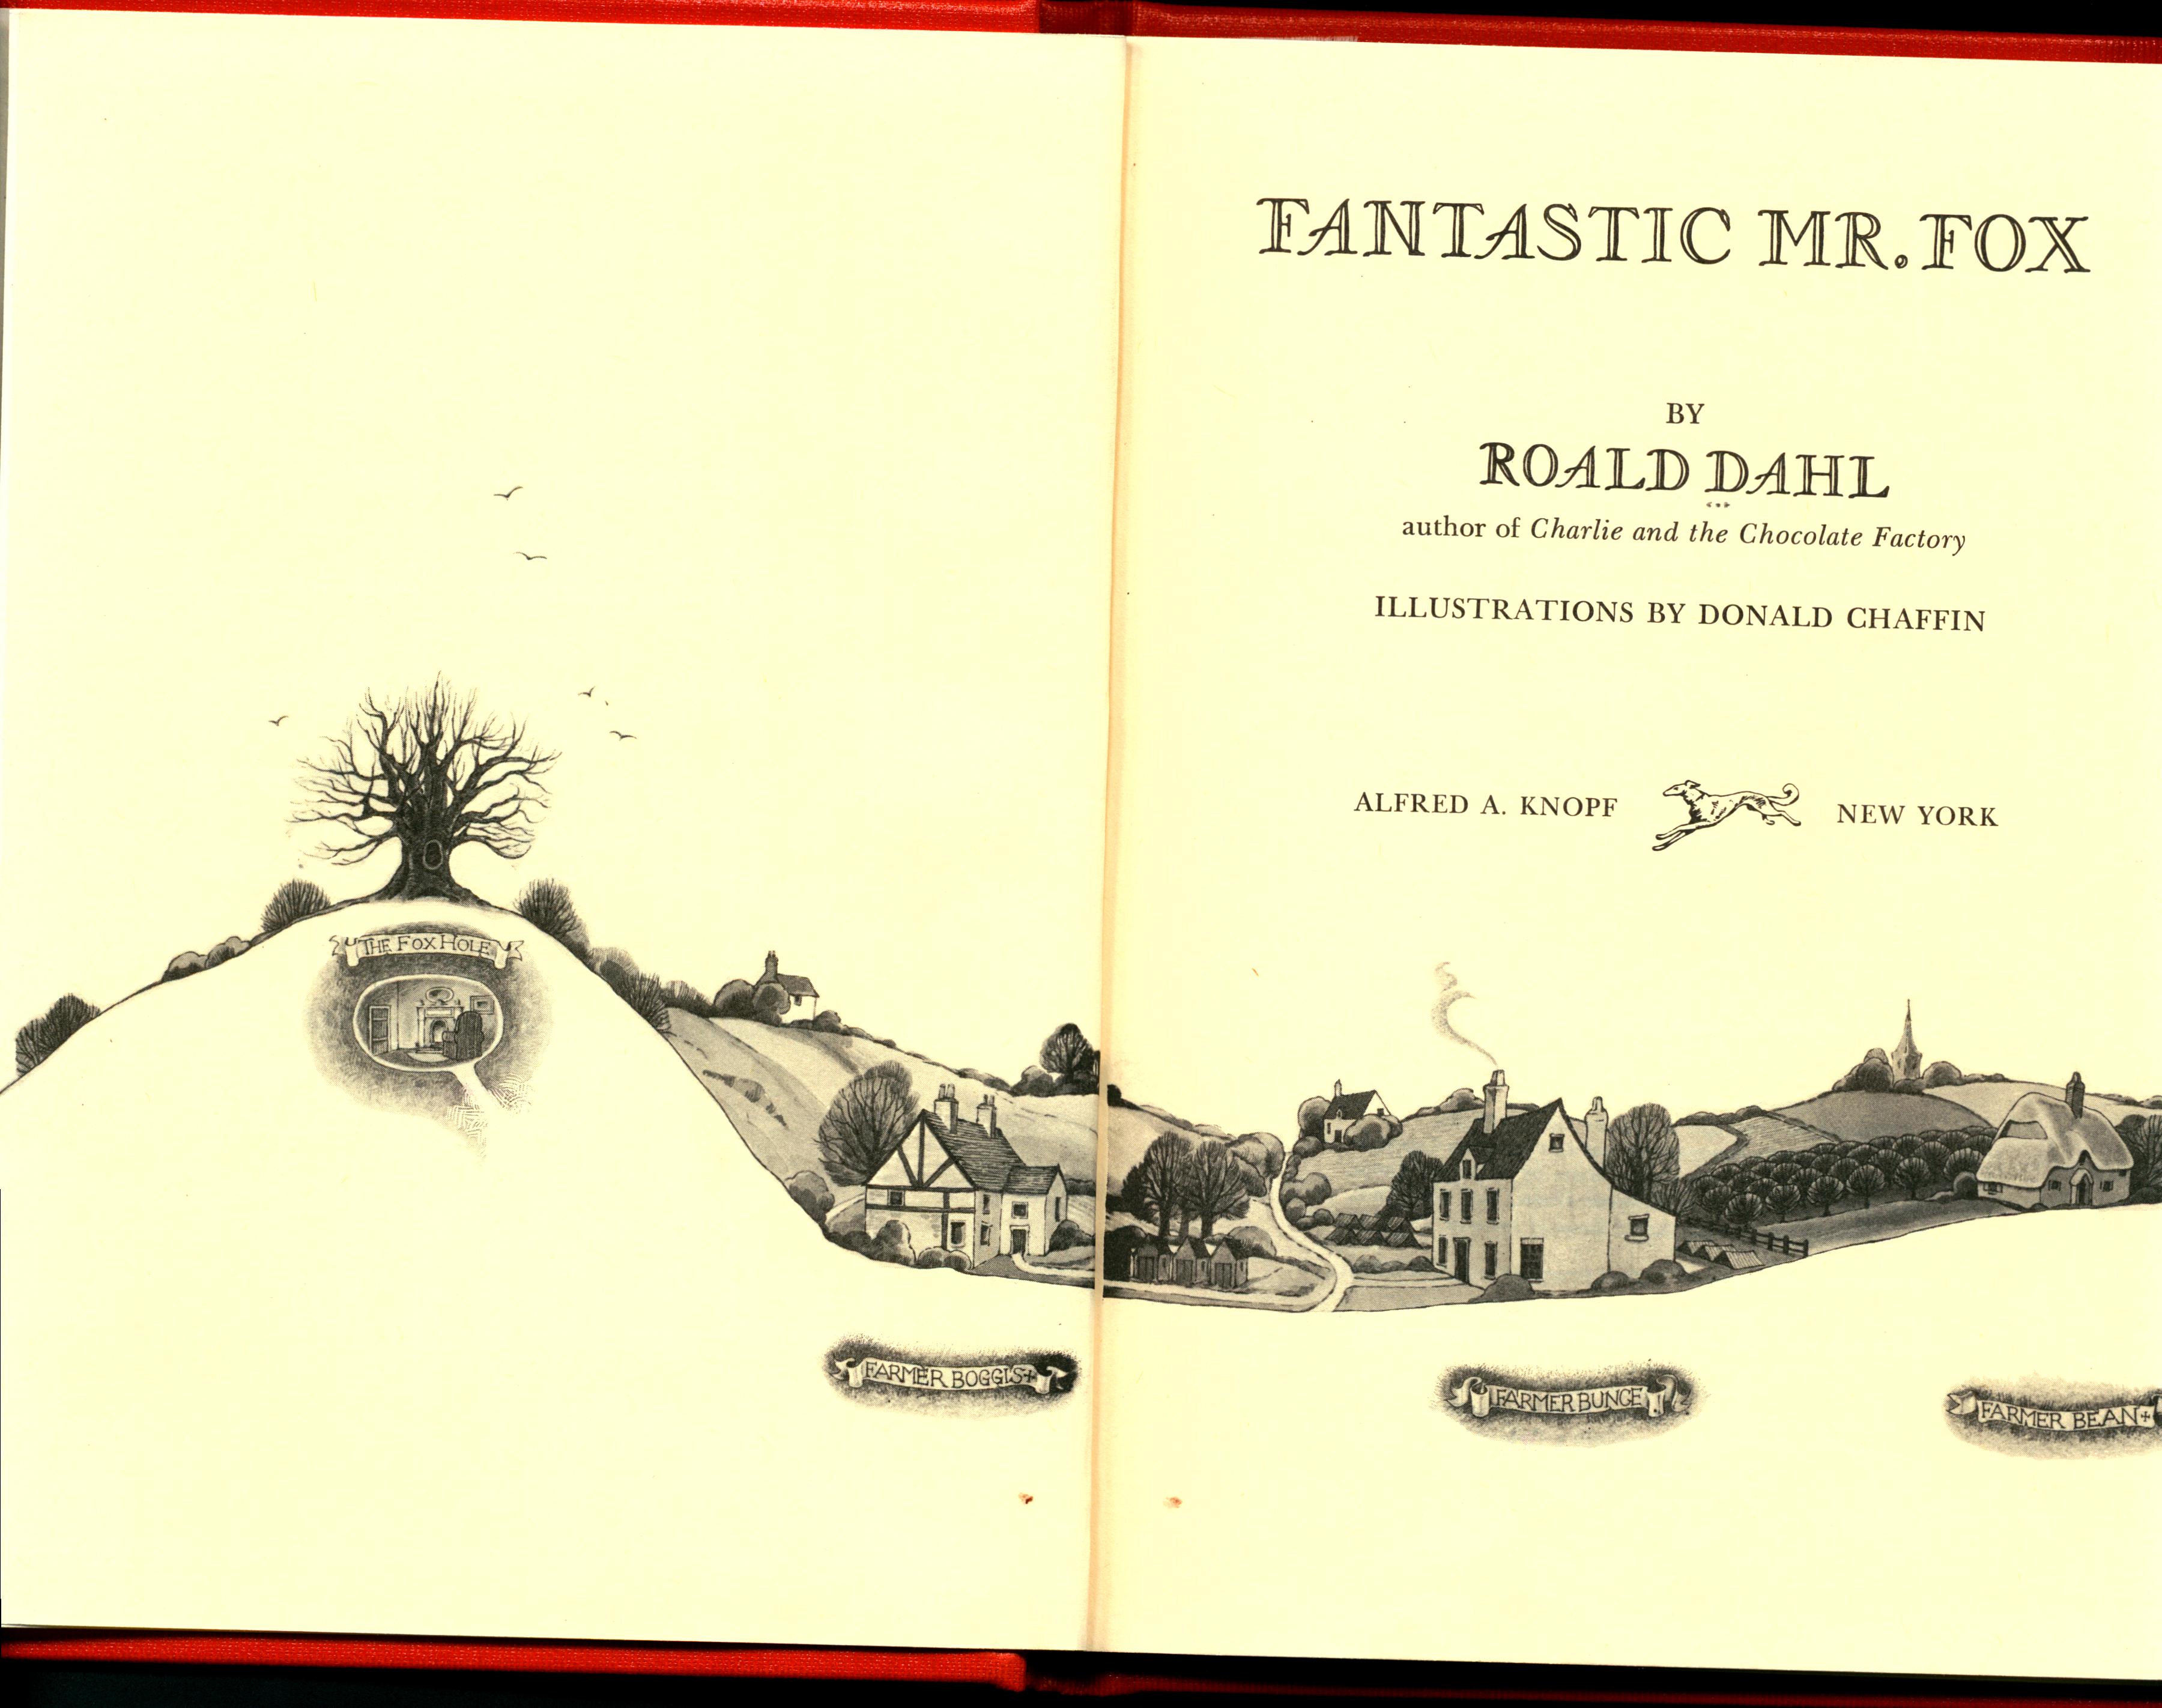 FANTASTIC MR. FOX
BY
ROALD DAHL
author of Charlie and the Chocolate Factory
ILLUSTRATIONS BY DONALD CHAFFIN
ALFRED A. KNOPF NEW YORK
THE FOX HOLE
FARMER BOGGIS
FARMER BUNCE
FARMER BEAN